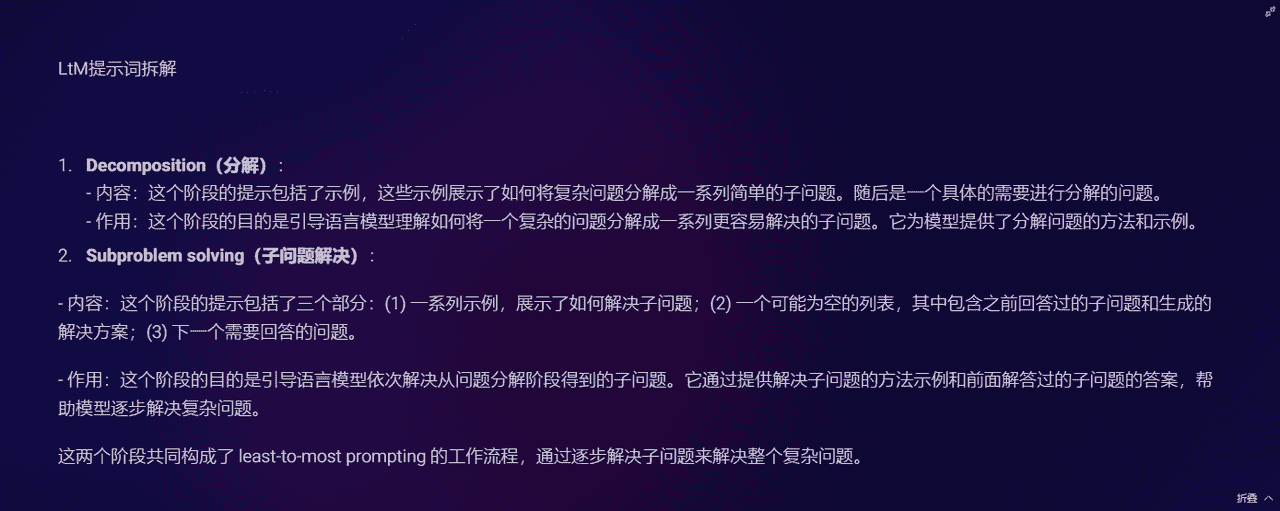 LtM提示词拆解
1. Decomposition（分解）:
- 内容：这个阶段的提示包括了示例，这些示例展示了如何将复杂问题分解成一系列简单的子问题。随后是一个具体的需要进行分解的问题。
- 作用：这个阶段的目的是引导语言模型理解如何将一个复杂的问题分解成一系列更容易解决的子问题。它为模型提供了分解问题的方法和示例。
2. Subproblem solving（子问题解决）:
- 内容：这个阶段的提示包括了三个部分：(1) 一系列示例，展示了如何解决子问题；(2) 一个可能为空的列表，其中包含之前回答过的子问题和生成的
解决方案；(3) 下一个需要回答的问题。
- 作用：这个阶段的目的是引导语言模型依次解决从问题分解阶段得到的子问题。它通过提供解决子问题的方法示例和前面解答过的子问题的答案，帮
助模型逐步解决复杂问题。
这两个阶段共同构成了 least-to-most prompting 的工作流程，通过逐步解决子问题来解决整个复杂问题。
折叠